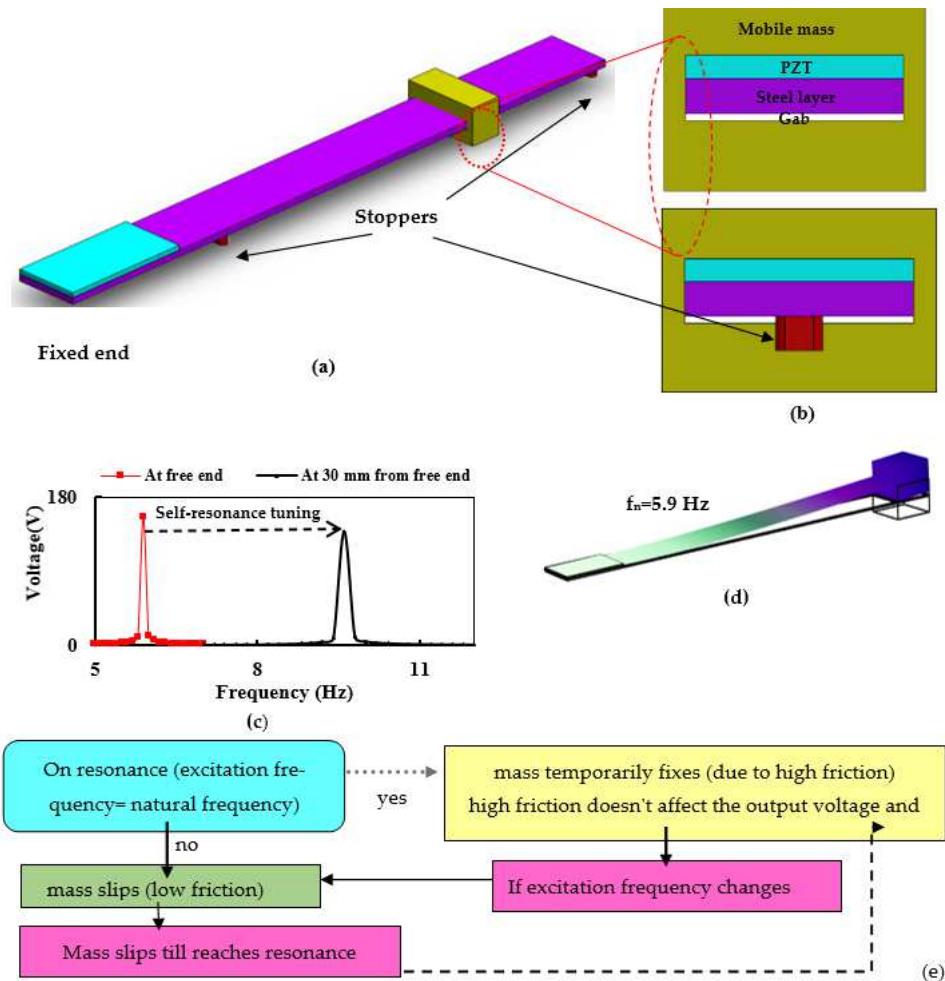 Mobile mass
PZT
Steel layer
Gab
Stoppers
Fixed end
(a)
(b)
At free end
At 30 mm from free end
180
Self-resonance tuning
Voltage(V)
0
5
8
11
Frequency (Hz)
(c)
fn=5.9 Hz
(d)
On resonance (excitation fre-
quency= natural frequency)
yes
mass temporarily fixes (due to high friction)
high friction doesn't affect the output voltage and
no
mass slips (low friction)
If excitation frequency changes
Mass slips till reaches resonance
(e)